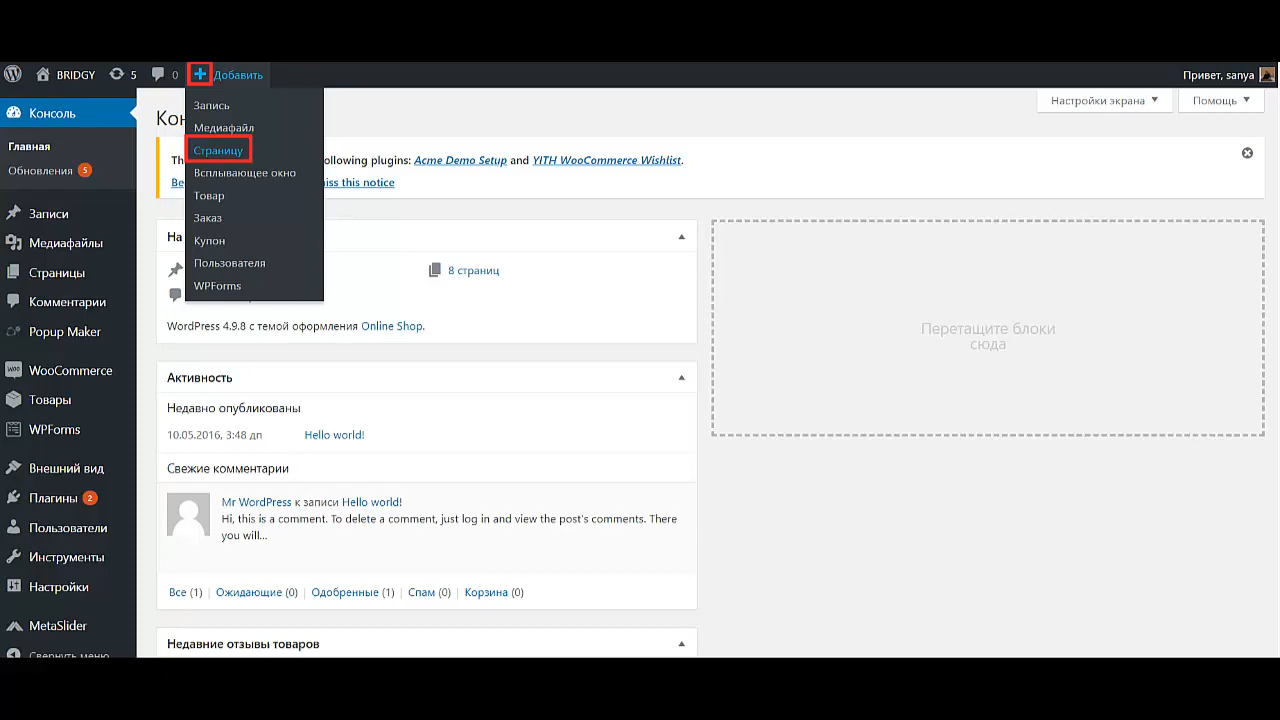 BRIDGY 5 0 Добавить Привет, sanya
Запись
Медиафайл
Страницу
Всплывающее окно
Товар
Заказ
Купон
Пользователя
WPForms
Консоль
Главная
Обновления 5
Записи
Медиафайлы
Страницы
Комментарии
Popup Maker
WooCommerce
Товары
WPForms
Внешний вид
Плагины 2
Пользователи
Инструменты
Настройки
MetaSlider
Свернуть меню
Настройки экрана Помощь
following plugins: Acme Demo Setup and YITH WooCommerce Wishlist.
this notice
На
8 страниц
WordPress 4.9.8 с темой оформления Online Shop.
Активность
Недавно опубликованы
10.05.2016, 3:48 дп Hello world!
Свежие комментарии
Mr WordPress к записи Hello world!
Hi, this is a comment. To delete a comment, just log in and view the post's comments. There
you will...
Все (1) | Ожидающие (0) | Одобренные (1) | Спам (0) | Корзина (0)
Недавние отзывы товаров
Перетащите блоки
сюда